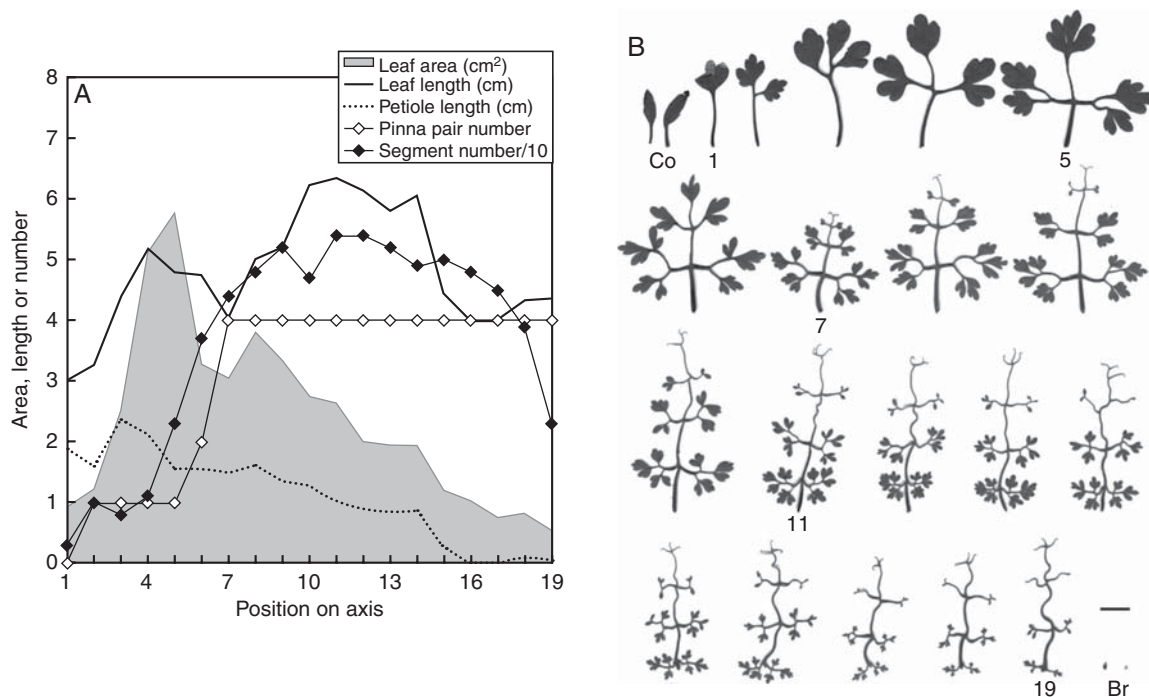 A
Leaf area (cm²)
Leaf length (cm)
Petiole length (cm)
Pinna pair number
Segment number/10
Area, length or number
8
7
6
5
4
3
2
1
0
1 4 7 10 13 16 19
Position on axis
B
Co 1 5
7
11
19 Br